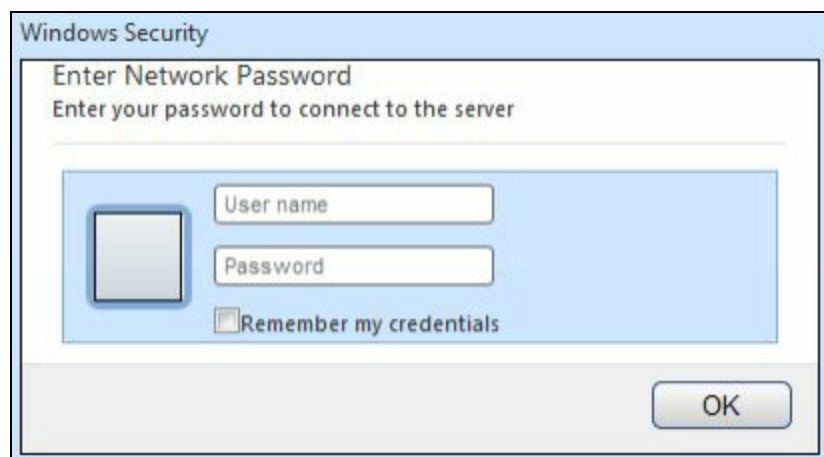 Windows Security
Enter Network Password
Enter your password to connect to the server
User name
Password
Remember my credentials
OK